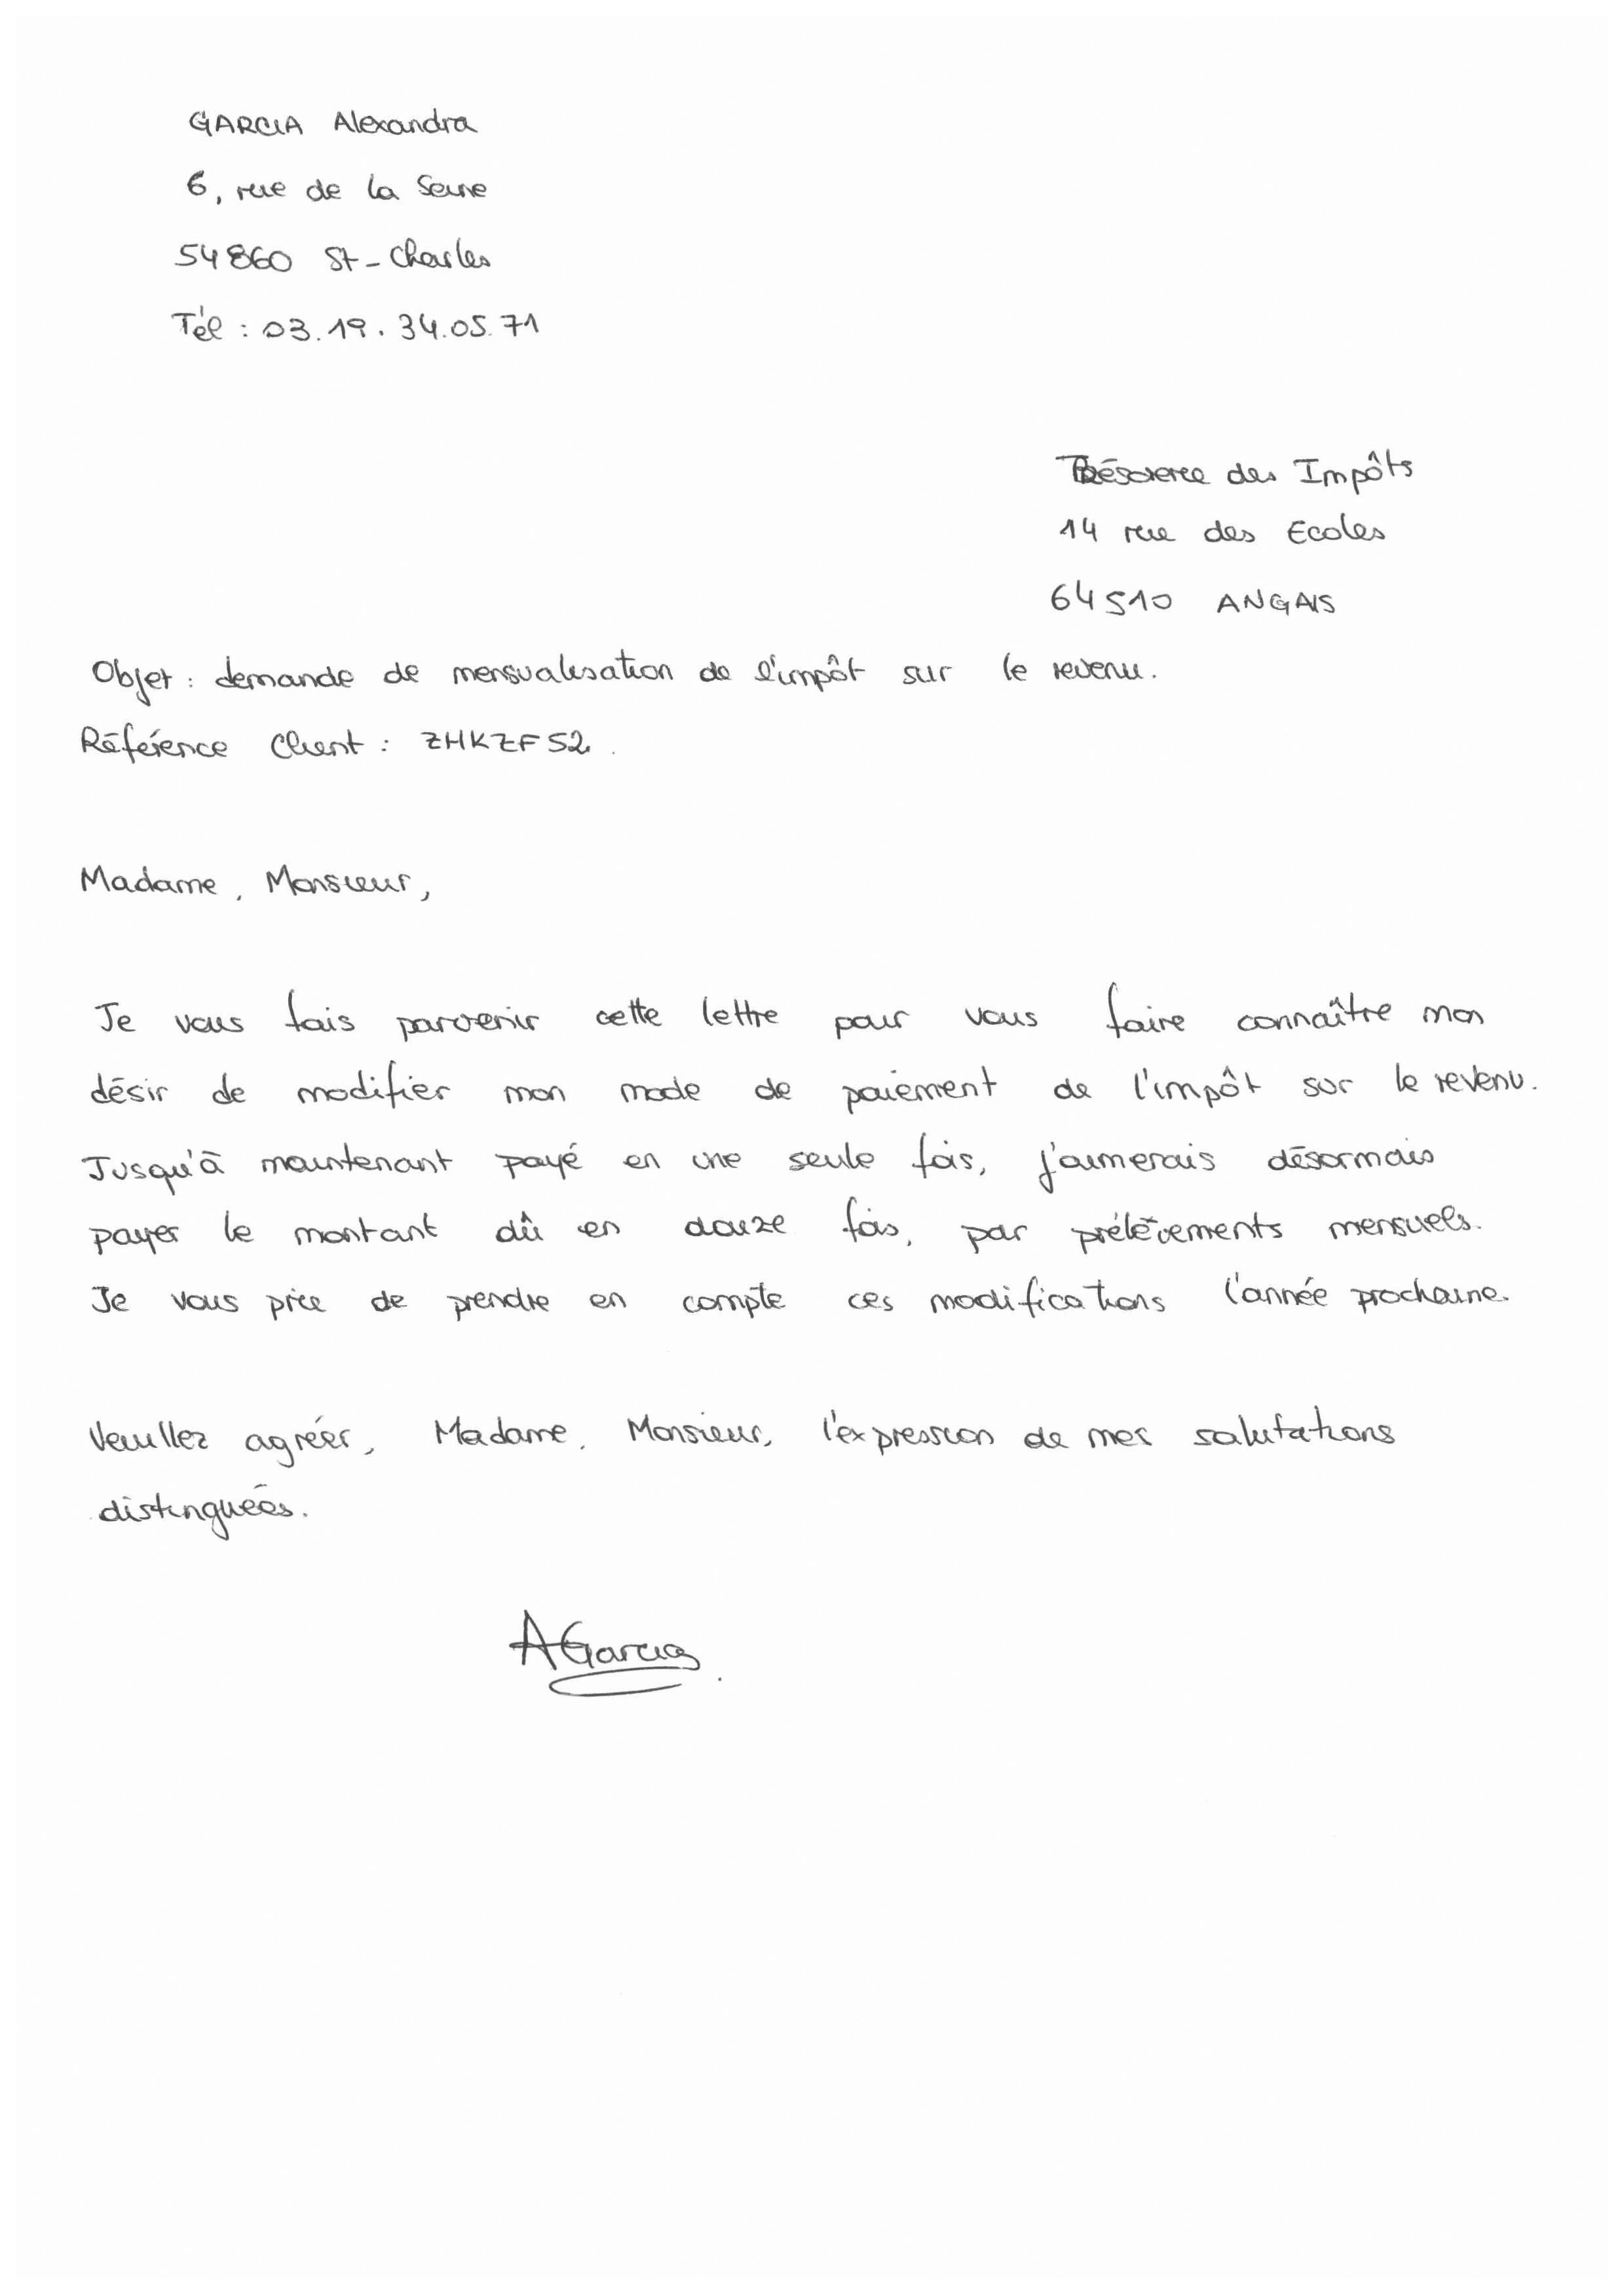 GARCIA Alexandra
6, rue de la Seine
54860 St-Charles
Tél : 03.19.34.05.71
Trésorerie des Impôts
14 rue des Ecoles
64510 ANGAIS
Objet : demande de mensualisation de l'impôt sur le revenu.
Référence Client : ZHKZF52.
Madame, Monsieur,
Je vous fais parvenir cette lettre pour vous faire connaître mon
désir de modifier mon mode de paiement de l'impôt sur le revenu.
Jusqu'à maintenant payé en une seule fois, j'aimerais désormais
payer le montant dû en douze fois, par prélèvements mensuels.
Je vous prie de prendre en compte ces modifications l'année prochaine.
Veuillez agréer, Madame, Monsieur, l'expression de mes salutations
distinguées.
AGarcia